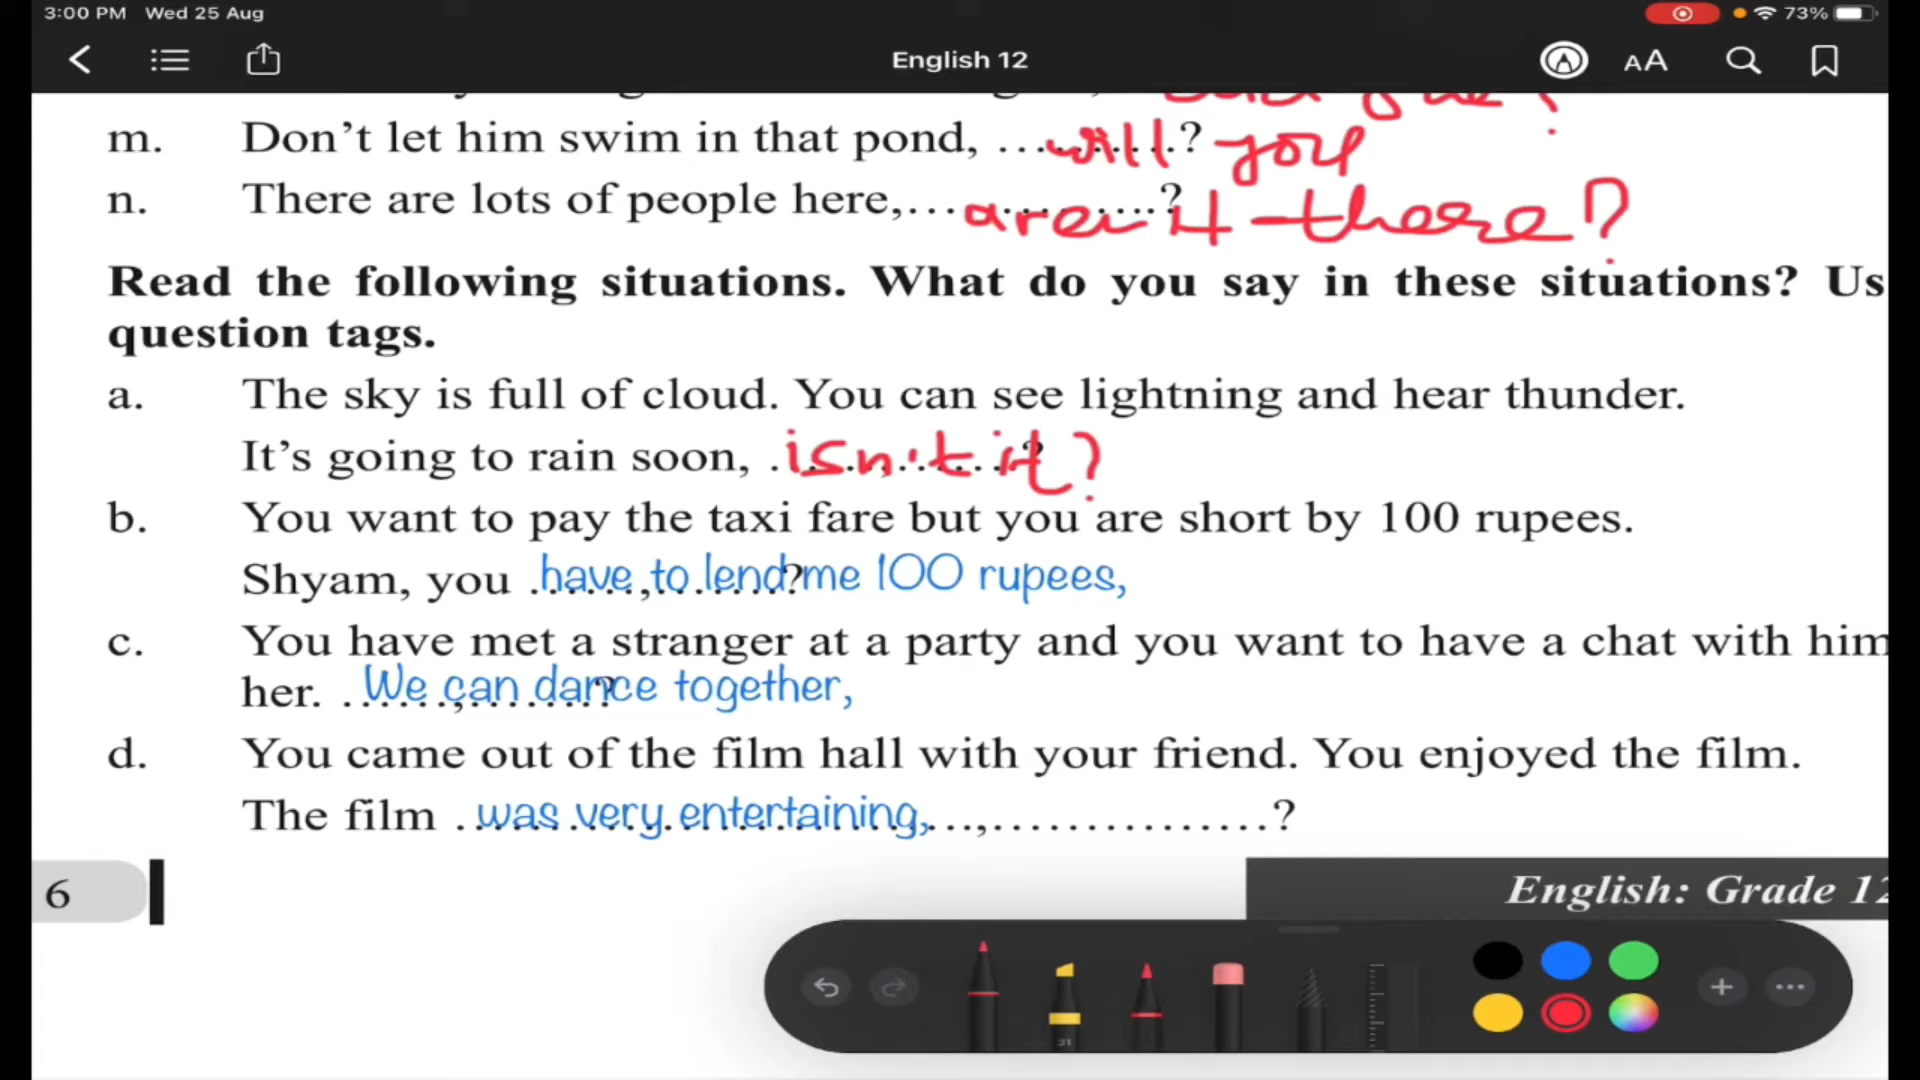 3:00 PM Wed 25 Aug 73%
English 12
AA
m. Don't let him swim in that pond, ............? will you
n. There are lots of people here,................? aren't there?
Read the following situations. What do you say in these situations? Us
question tags.
a. The sky is full of cloud. You can see lightning and hear thunder.
It's going to rain soon, .......,.........? isn't it?
b. You want to pay the taxi fare but you are short by 100 rupees.
Shyam, you .......,........? have to lend me 100 rupees,
c. You have met a stranger at a party and you want to have a chat with him
her. .......,........? We can dance together,
d. You came out of the film hall with your friend. You enjoyed the film.
The film ..............................,...............? was very entertaining,
6
English: Grade 12